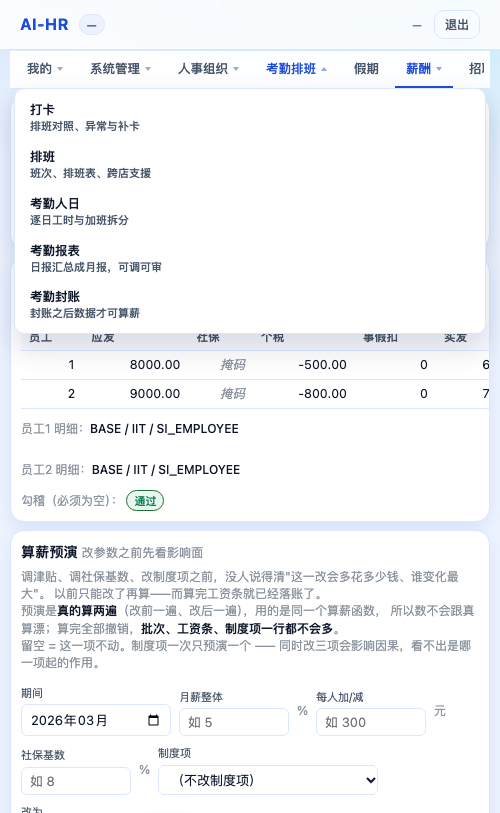 AI-HR — — 退出
我的 系统管理 人事组织 考勤排班 假期 薪酬
打卡
排班对照、异常与补卡
排班
班次、排班表、跨店支援
考勤人日
逐日工时与加班拆分
考勤报表
日报汇总成月报，可调可审
考勤封账
封账之后数据才可算薪
员工 应发 社保 个税 事假扣 实发
1 8000.00 掩码 -500.00 0
2 9000.00 掩码 -800.00 0
员工1 明细: BASE / IIT / SI_EMPLOYEE
员工2 明细: BASE / IIT / SI_EMPLOYEE
勾稽（必须为空）: 通过
算薪预演 改参数之前先看影响面
调津贴、调社保基数、改制度项之前，没人说得清"这一改会多花多少钱、谁变化最
大"。 以前只能改了再算——而算完工资条就已经落账了。
预演是真的算两遍（改前一遍、改后一遍），用的是同一个算薪函数， 所以数不会跟真
算漂；算完全部撤销，批次、工资条、制度项一行都不会多。
留空 = 这一项不动。制度项一次只预演一个 —— 同时改三项会影响因果，看不出是哪
一项起的作用。
期间 月薪整体 每人加/减
2026年03月 如 5 % 如 300 元
社保基数 制度项
如 8 % （不改制度项）
改为